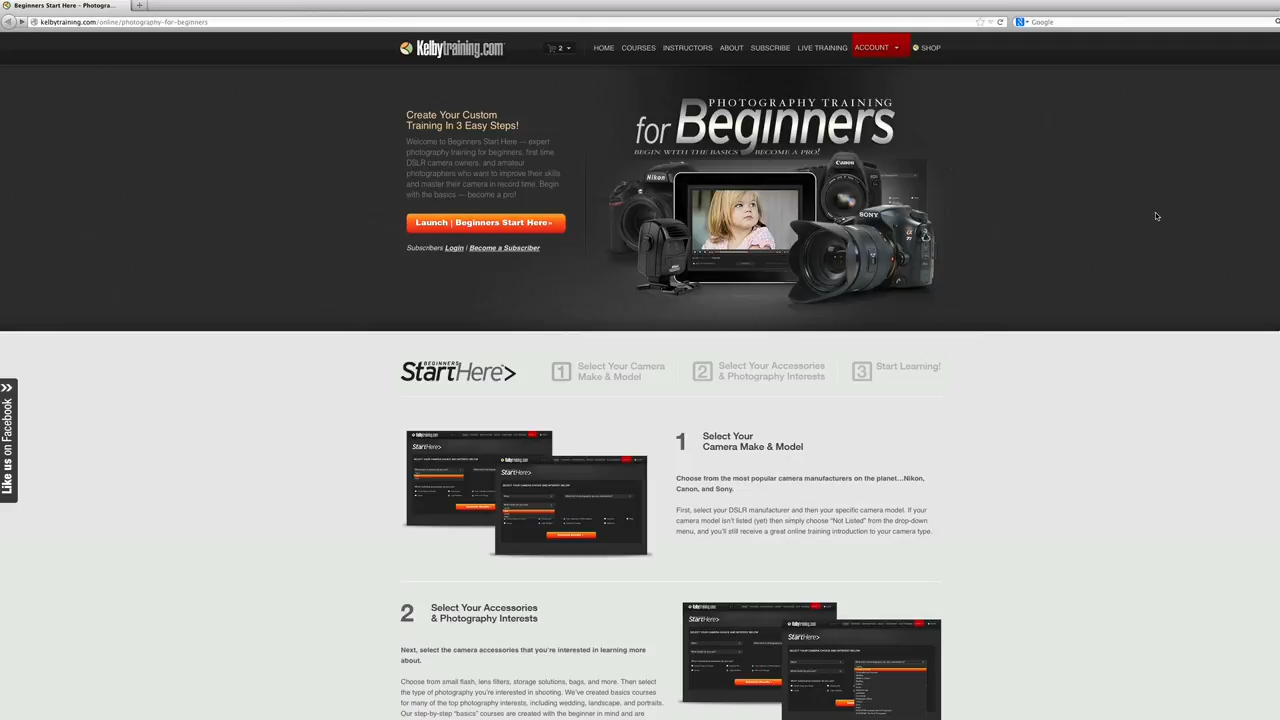 Beginners Start Here - Photogra...
kelbytraining.com/online/photography-for-beginners
Google
Kelbytraining.com
2
HOME
COURSES
INSTRUCTORS
ABOUT
SUBSCRIBE
LIVE TRAINING
ACCOUNT
SHOP
Create Your Custom
Training In 3 Easy Steps!
Welcome to Beginners Start Here — expert
photography training for beginners, first time
DSLR camera owners, and amateur
photographers who want to improve their skills
and master their camera in record time. Begin
with the basics — become a pro!
Launch | Beginners Start Here»
Subscribers Login | Become a Subscriber
PHOTOGRAPHY TRAINING
for Beginners
BEGIN WITH THE BASICS BECOME A PRO!
Nikon
Canon
SONY
Like us on Facebook
BEGINNERS
StartHere>
1 Select Your Camera
Make & Model
2 Select Your Accessories
& Photography Interests
3 Start Learning!
StartHere>
StartHere>
1 Select Your
Camera Make & Model
Choose from the most popular camera manufacturers on the planet…Nikon,
Canon, and Sony.
First, select your DSLR manufacturer and then your specific camera model. If your
camera model isn't listed (yet) then simply choose "Not Listed" from the drop-down
menu, and you'll still receive a great online training introduction to your camera type.
2 Select Your Accessories
& Photography Interests
Next, select the camera accessories that you're interested in learning more
about.
Choose from small flash, lens filters, storage solutions, bags, and more. Then select
the type of photography you're interested in shooting. We've created basics courses
for many of the top photography interests, including wedding, landscape, and portraits.
Our step-by-step "basics" courses are created with the beginner in mind and are
StartHere>
StartHere>